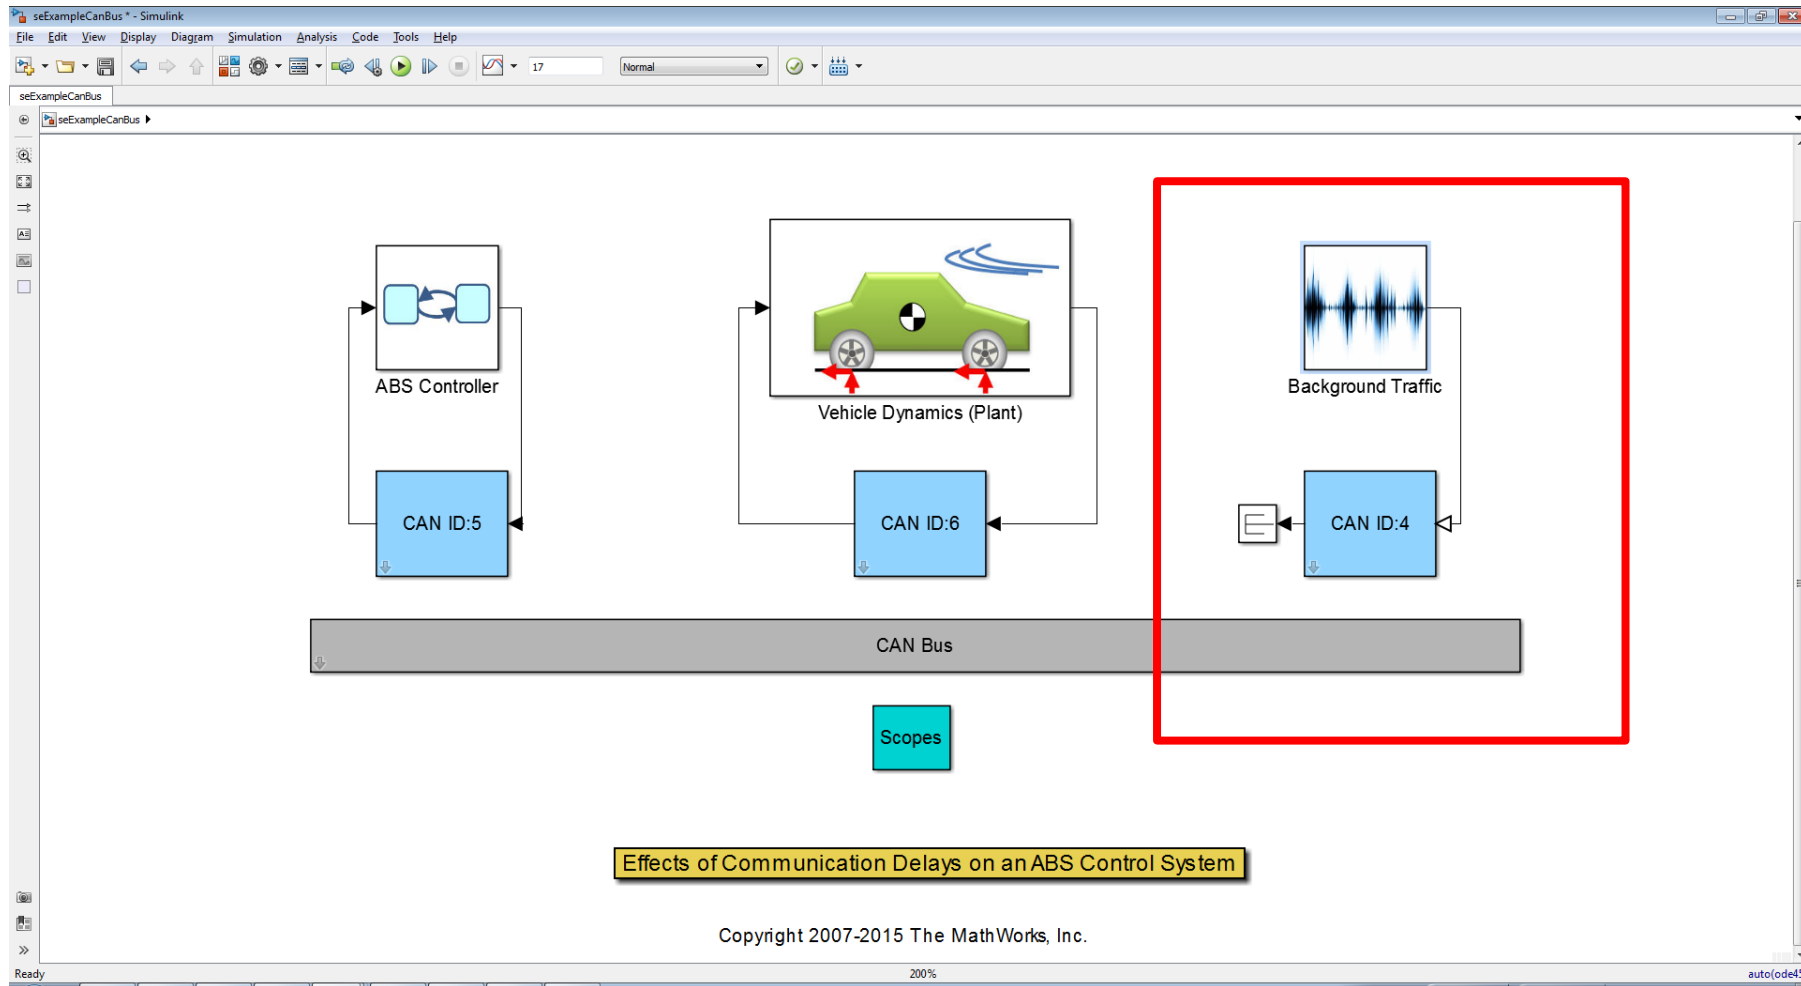 seExampleCanBus * - Simulink
File Edit View Display Diagram Simulation Analysis Code Tools Help
17 Normal
seExampleCanBus
seExampleCanBus
ABS Controller
Vehicle Dynamics (Plant)
Background Traffic
CAN ID:5
CAN ID:6
CAN ID:4
CAN Bus
Scopes
Effects of Communication Delays on an ABS Control System
Copyright 2007-2015 The MathWorks, Inc.
Ready 200% auto(ode45